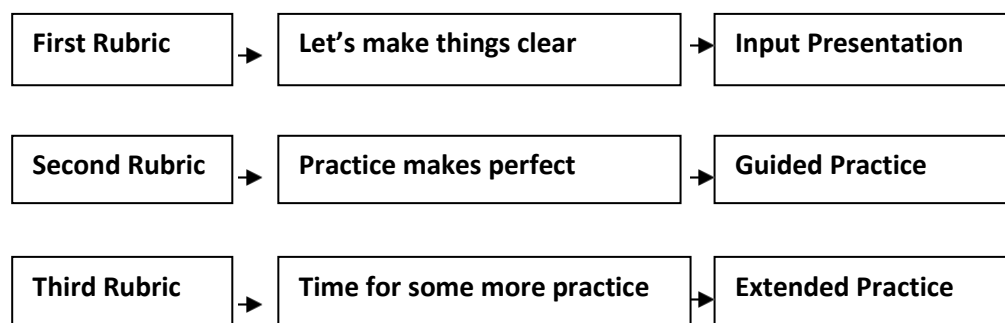 First Rubric Let’s make things clear Input Presentation
Second Rubric Practice makes perfect Guided Practice
Third Rubric Time for some more practice Extended Practice